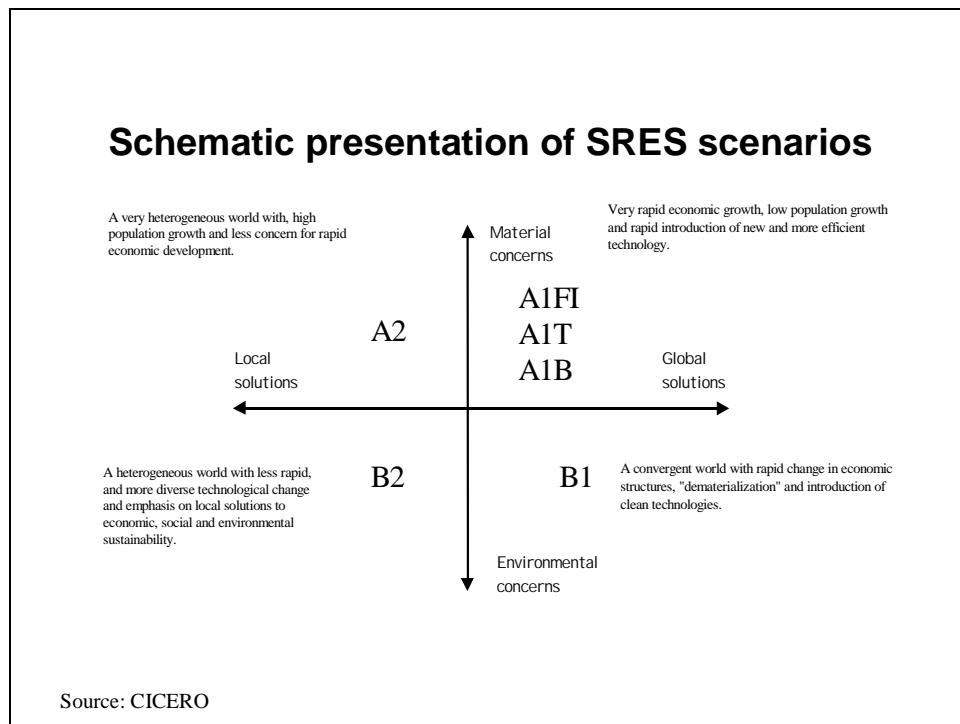 Schematic presentation of SRES scenarios
A very heterogeneous world with, high
population growth and less concern for rapid
economic development.
Very rapid economic growth, low population growth
and rapid introduction of new and more efficient
technology.
Material
concerns
A1FI
A1T
A1B
A2
Local
solutions
Global
solutions
A heterogeneous world with less rapid,
and more diverse technological change
and emphasis on local solutions to
economic, social and environmental
sustainability.
B2
B1
A convergent world with rapid change in economic
structures, "dematerialization" and introduction of
clean technologies.
Environmental
concerns
Source: CICERO